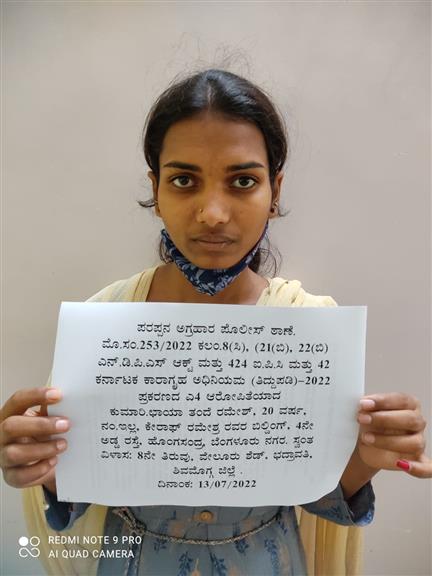 ಪರಪ್ಪನ ಅಗ್ರಹಾರ ಪೊಲೀಸ್ ಠಾಣೆ.
ಮೊ.ಸಂ.253/2022 ಕಲಂ.8(ಸಿ), (21(ಬಿ), 22(ಬಿ)
ಎನ್.ಡಿ.ಪಿ.ಎಸ್ ಆಕ್ಟ್ ಮತ್ತು 424 ಐ.ಪಿ.ಸಿ ಮತ್ತು 42
ಕರ್ನಾಟಕ ಕಾರಾಗೃಹ ಅಧಿನಿಯಮ (ತಿದ್ದುಪಡಿ)-2022
ಪ್ರಕರಣದ ಎ4 ಆರೋಪಿತೆಯಾದ
ಕುಮಾರಿ.ಛಾಯಾ ತಂದೆ ರಮೇಶ್, 20 ವರ್ಷ,
ನಂ.ಇಲ್ಲ, ಕೇರಾಫ್ ರಮೇಶ್ರ ರವರ ಬಿಲ್ಡಿಂಗ್, 4ನೇ
ಅಡ್ಡ ರಸ್ತೆ, ಹೊಂಗಸಂದ್ರ, ಬೆಂಗಳೂರು ನಗರ. ಸ್ವಂತ
ವಿಳಾಸ: 8ನೇ ತಿರುವು, ವೇಲೂರು ಶೆಡ್, ಭದ್ರಾವತಿ,
ಶಿವಮೊಗ್ಗ ಜಿಲ್ಲೆ.
ದಿನಾಂಕ: 13/07/2022
REDMI NOTE 9 PRO
AI QUAD CAMERA